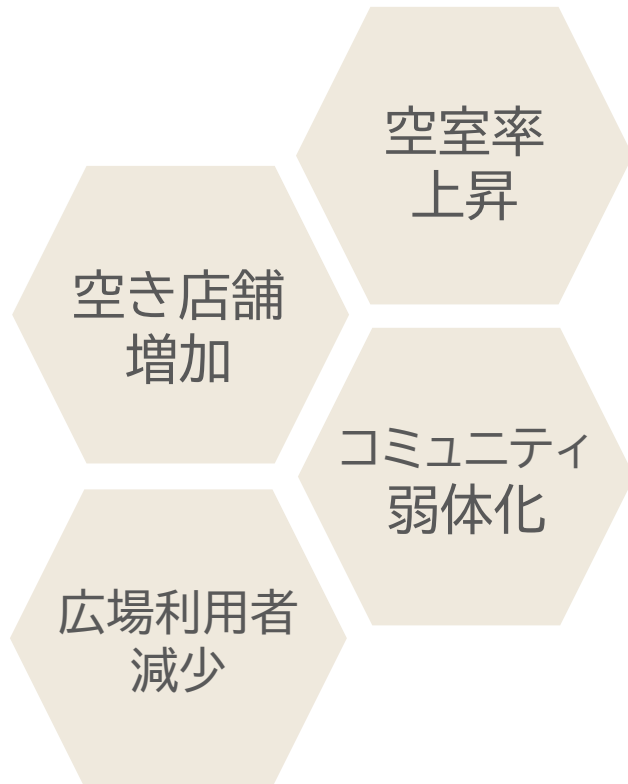 空室率
上昇
空き店舗
増加
コミュニティ
弱体化
広場利用者
減少